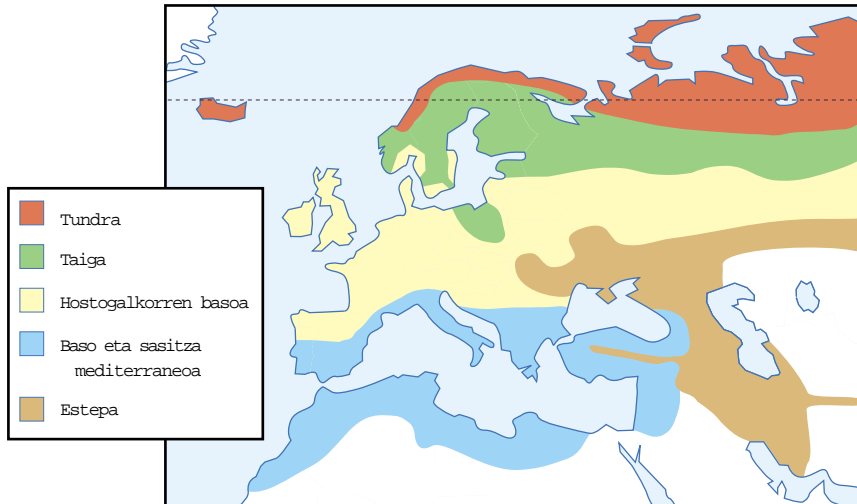 Tundra
Taiga
Hostogalkorren basoa
Baso eta sasitza
mediterraneoa
Estepa